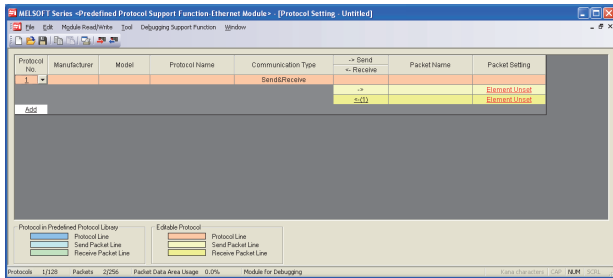 MELSOFT Series <Predefined Protocol Support Function-Ethernet Module> - [Protocol Setting - Untitled]
File Edit Module Read/Write Tool Debugging Support Function Window
Protocol No. Manufacturer Model Protocol Name Communication Type -> Send <- Receive Packet Name Packet Setting
1 Send&Receive
-> Element Unset
<-(1) Element Unset
Add
Protocol in Predefined Protocol Library
Protocol Line
Send Packet Line
Receive Packet Line
Editable Protocol
Protocol Line
Send Packet Line
Receive Packet Line
Protocols 1/128 Packets 2/256 Packet Data Area Usage 0.0% Module for Debugging Kana characters CAP NUM SCRL